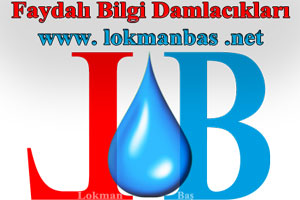 Faydalı Bilgi Damlacıkları
www. lokmanbas .net
L B
Lokman Baş